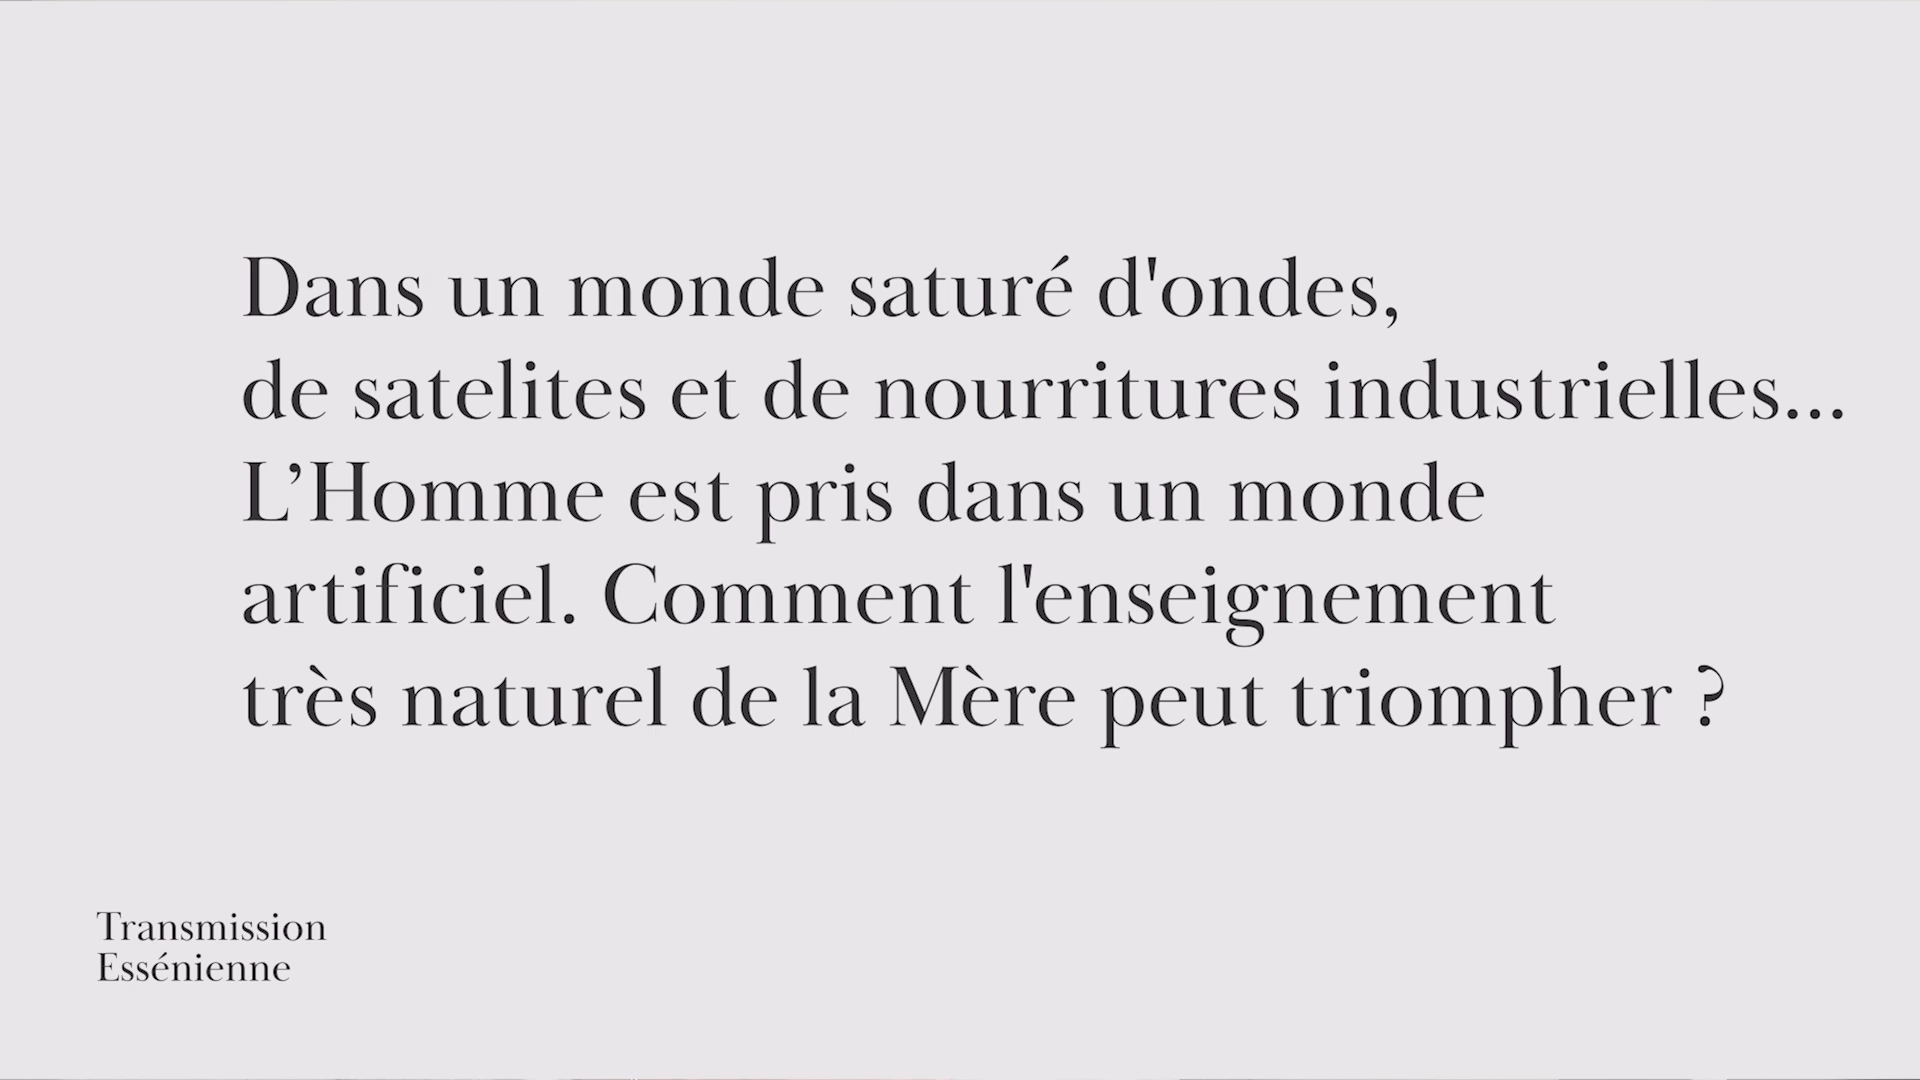 Dans un monde saturé d'ondes,
de satelites et de nourritures industrielles...
L’Homme est pris dans un monde
artificiel. Comment l'enseignement
très naturel de la Mère peut triompher ?
Transmission
Essénienne